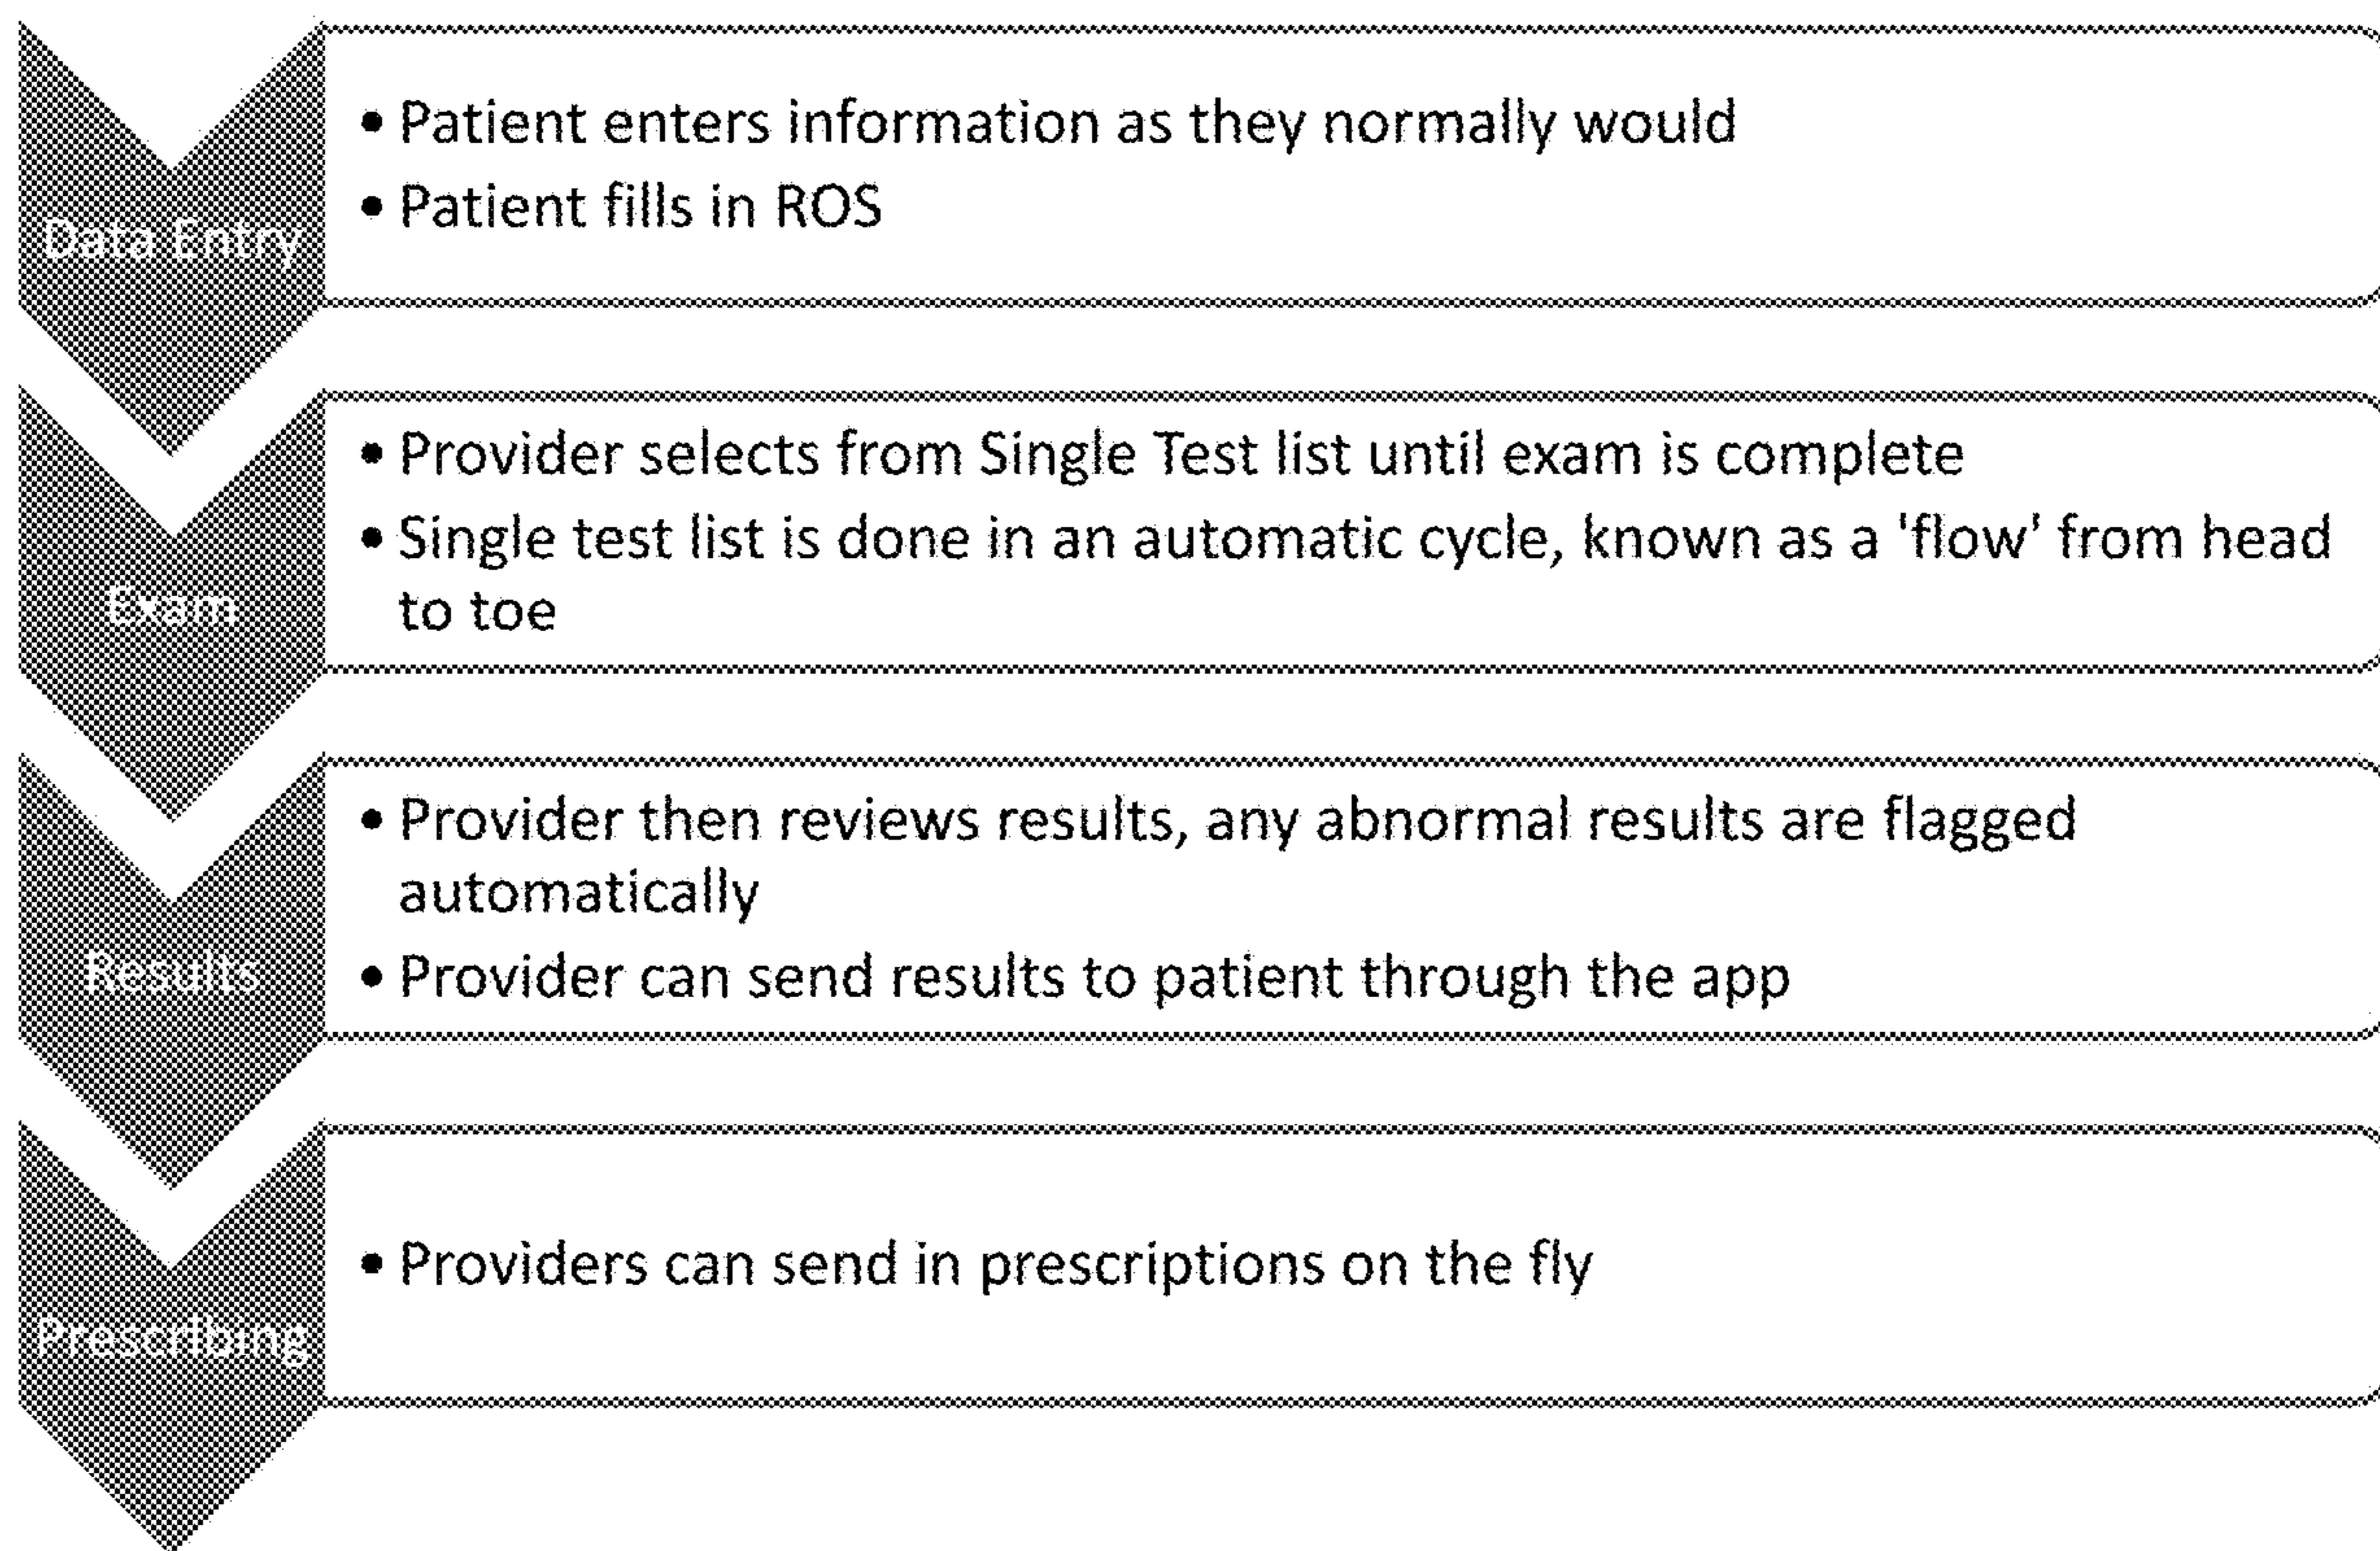 Data Entry
• Patient enters information as they normally would
• Patient fills in ROS
Exam
• Provider selects from Single Test list until exam is complete
• Single test list is done in an automatic cycle, known as a 'flow' from head
to toe
Results
• Provider then reviews results, any abnormal results are flagged
automatically
• Provider can send results to patient through the app
Prescribing
• Providers can send in prescriptions on the fly